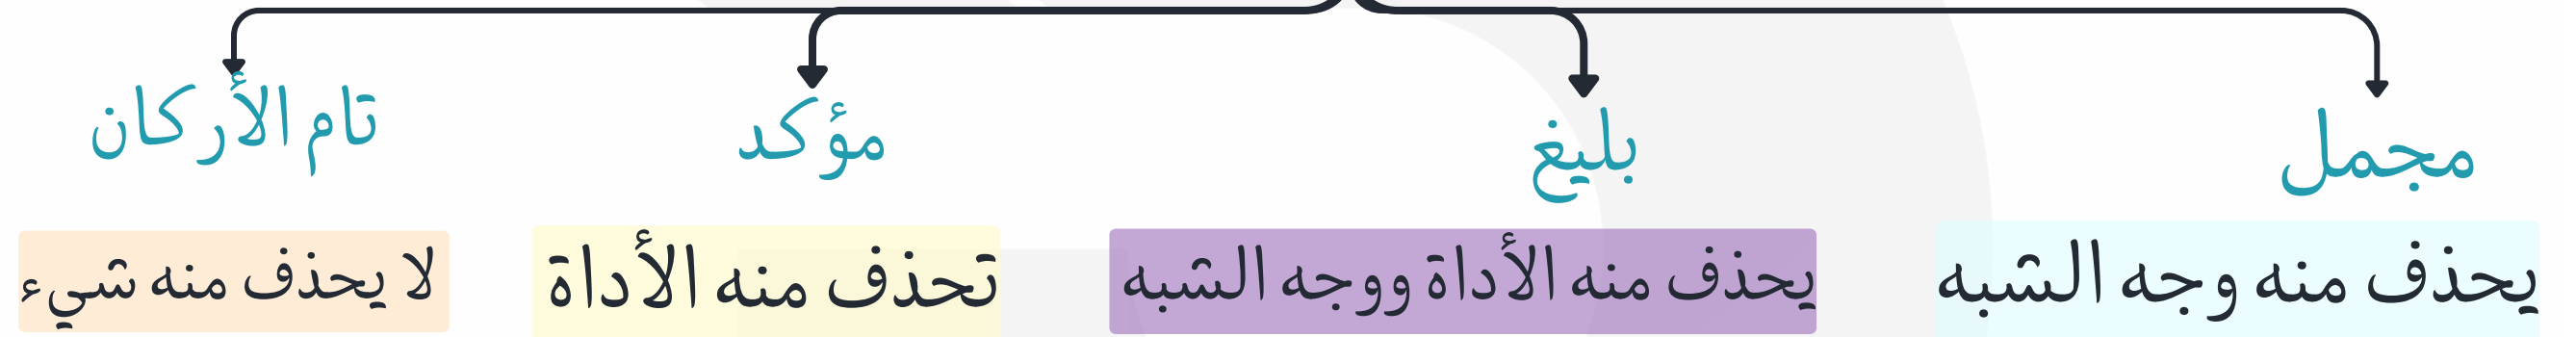 مجمل
بليغ
مؤكد
تام الأركان
يحذف منه وجه الشبه
يحذف منه الأداة ووجه الشبه
تحذف منه الأداة
لا يحذف منه شيء